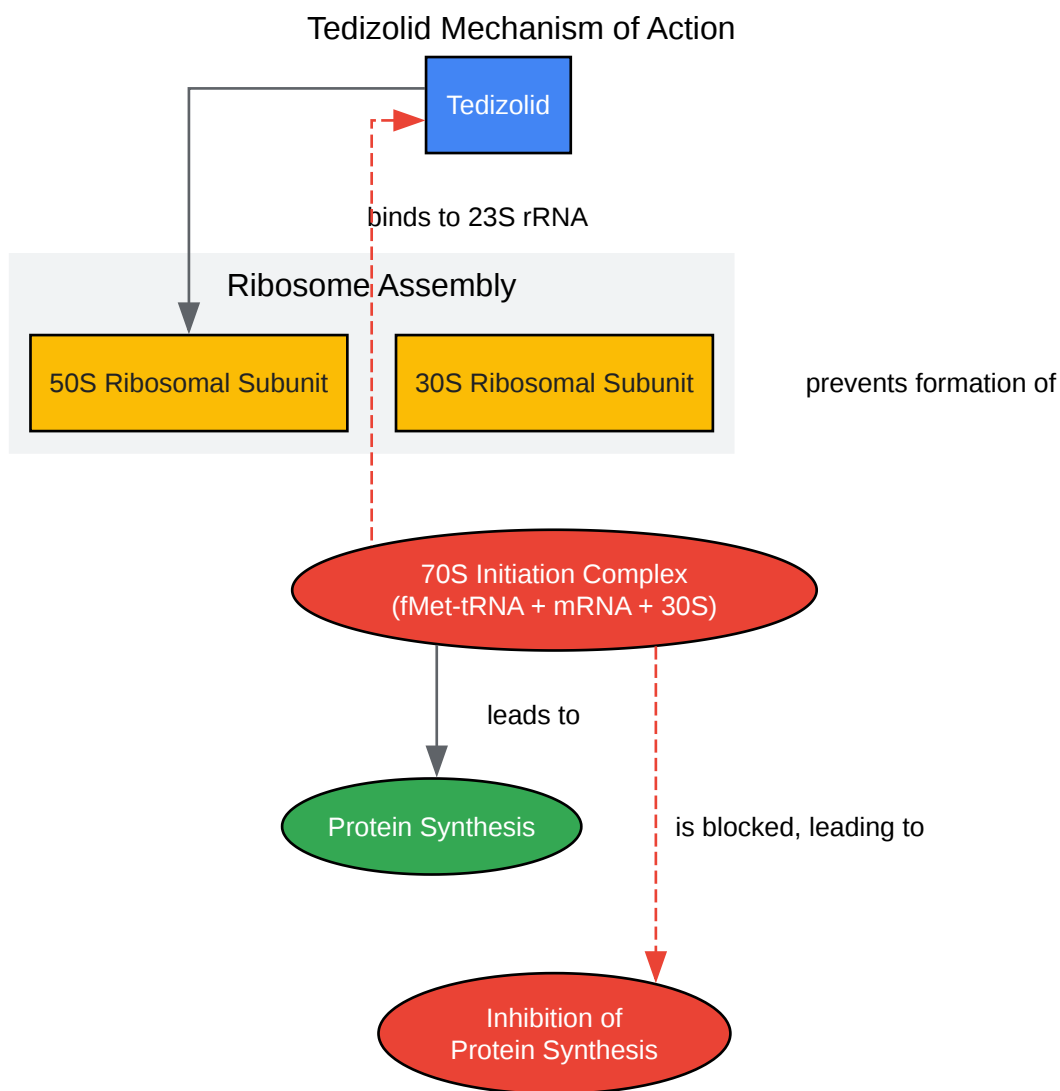 Tedizolid Mechanism of Action
Tedizolid
binds to 23S rRNA
Ribosome Assembly
50S Ribosomal Subunit
30S Ribosomal Subunit
prevents formation of
70S Initiation Complex
(fMet-tRNA + mRNA + 30S)
leads to
Protein Synthesis
is blocked, leading to
Inhibition of
Protein Synthesis